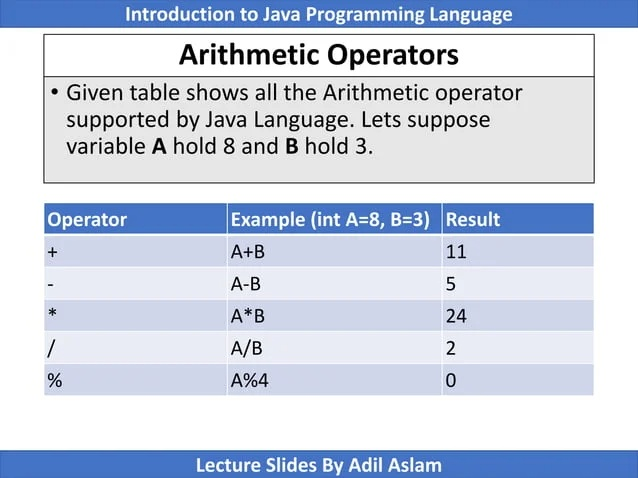 Introduction to Java Programming Language
Arithmetic Operators
• Given table shows all the Arithmetic operator
supported by Java Language. Lets suppose
variable A hold 8 and B hold 3.
Operator Example (int A=8, B=3) Result
+ A+B 11
- A-B 5
* A*B 24
/ A/B 2
% A%4 0
Lecture Slides By Adil Aslam